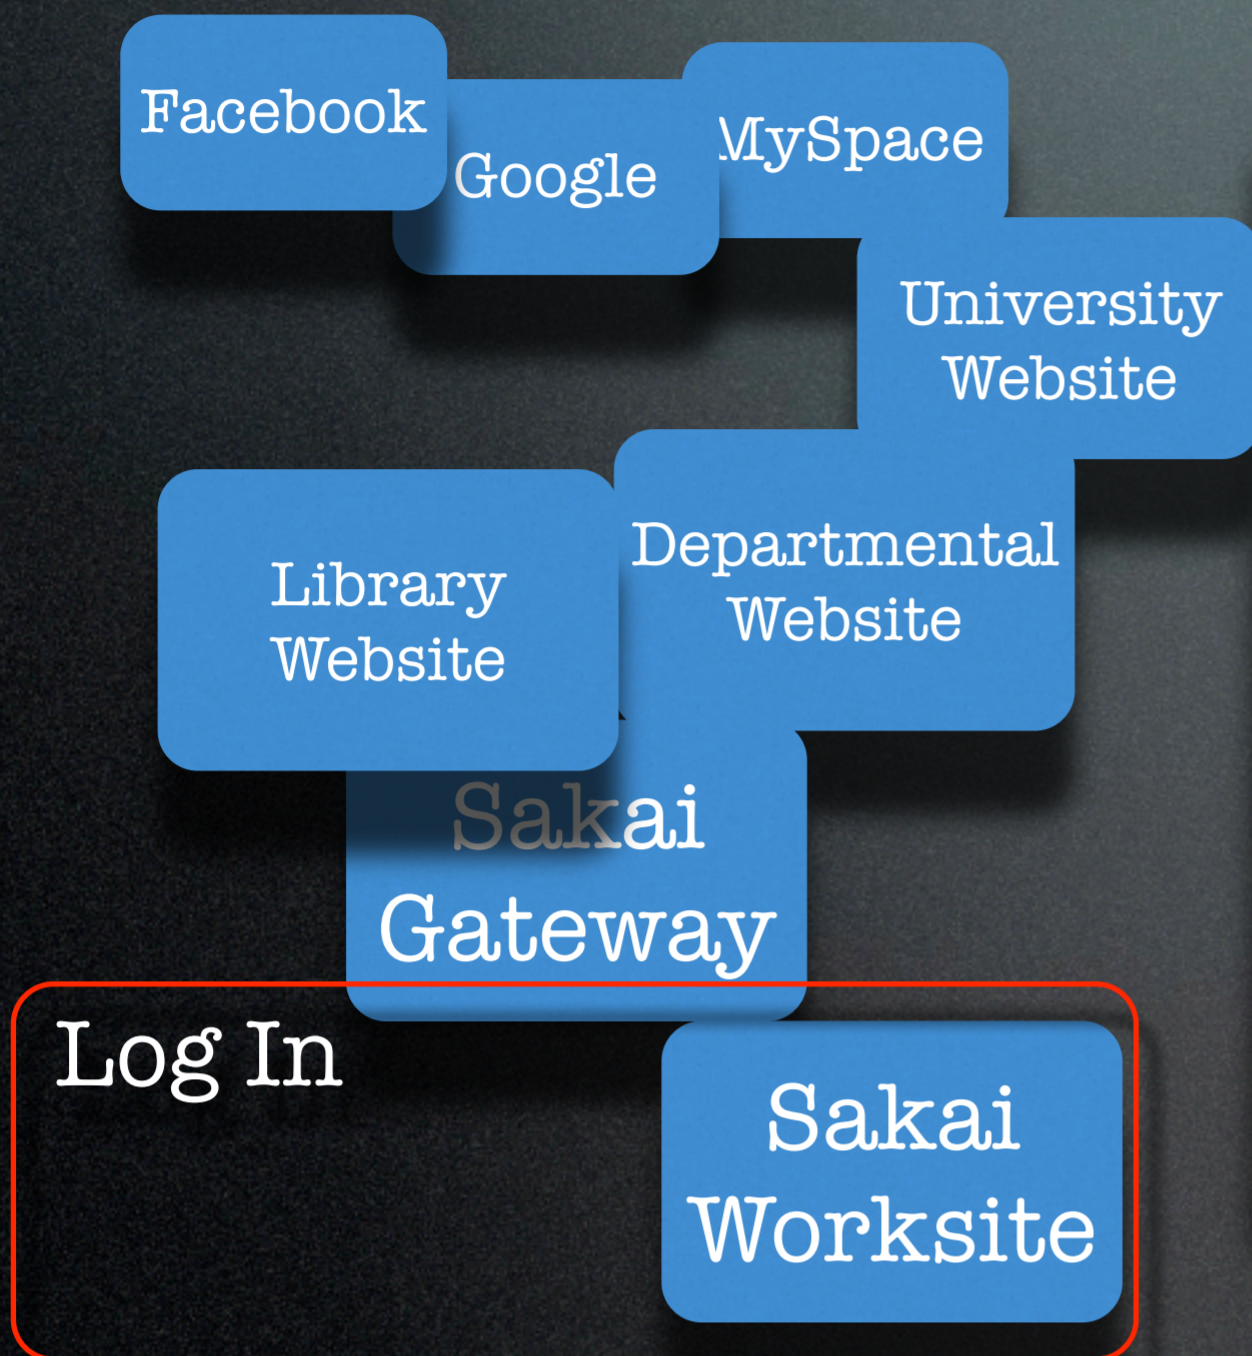 Facebook
Google
MySpace
University
Website
Departmental
Website
Library
Website
Sakai
Gateway
Log In
Sakai
Worksite